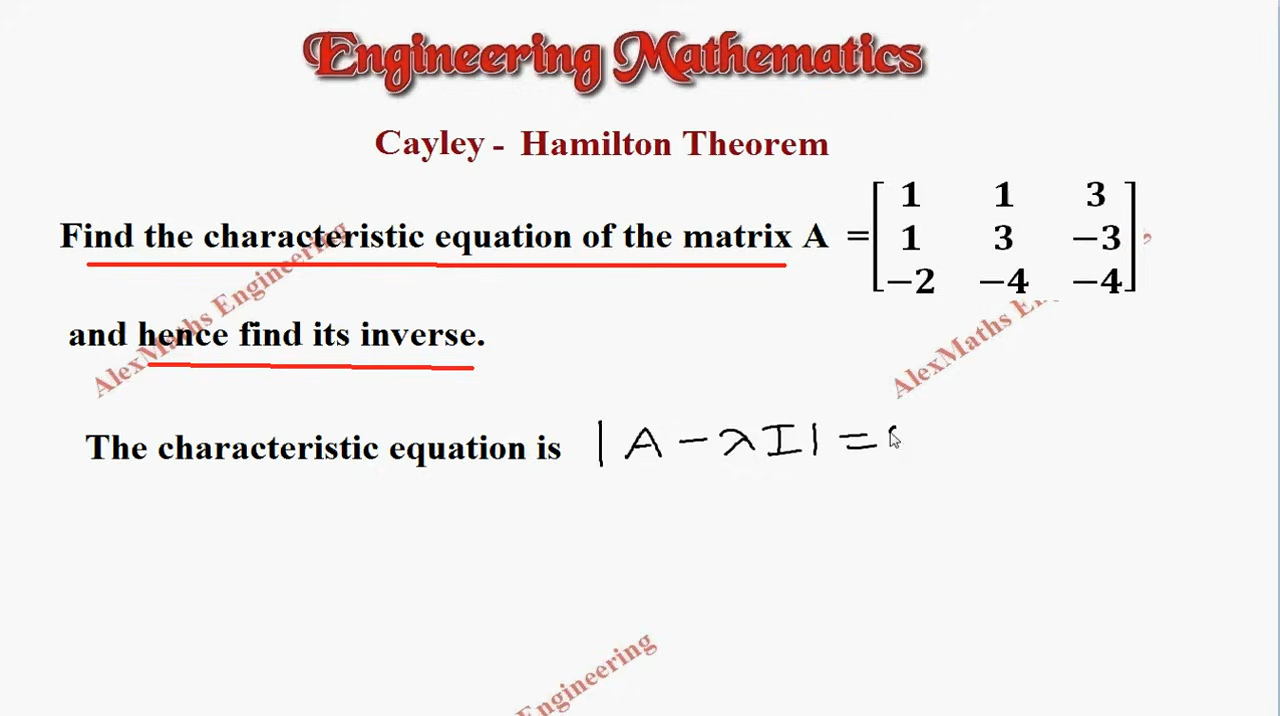 Engineering Mathematics
Cayley - Hamilton Theorem
Find the characteristic equation of the matrix A = [1 1 3
1 3 −3
−2 −4 −4],
and hence find its inverse.
AlexMaths Engineering
AlexMaths
The characteristic equation is |A − λI| =
Engineering